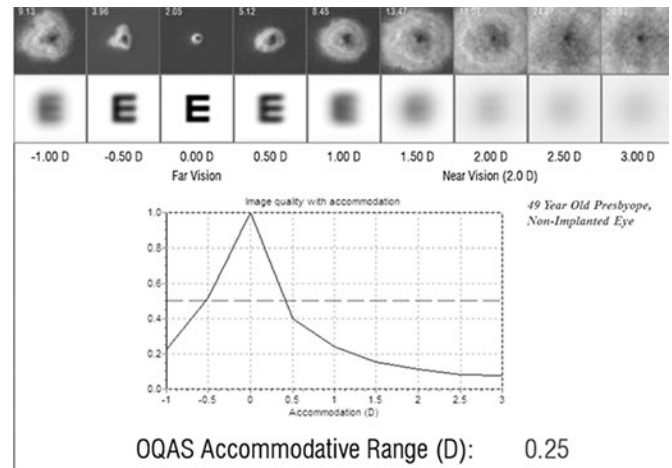 9.13 3.96 2.05 5.12 8.45 13.47
E E E E E
-1.00 D -0.50 D 0.00 D 0.50 D 1.00 D 1.50 D 2.00 D 2.50 D 3.00 D
Far Vision Near Vision (2.0 D)
Image quality with accommodation
49 Year Old Presbyope,
Non-Implanted Eye
1.0
0.8
0.6
0.4
0.2
0.0
-1 -0.5 0 0.5 1 1.5 2 2.5 3
Accommodation (D)
OQAS Accommodative Range (D): 0.25